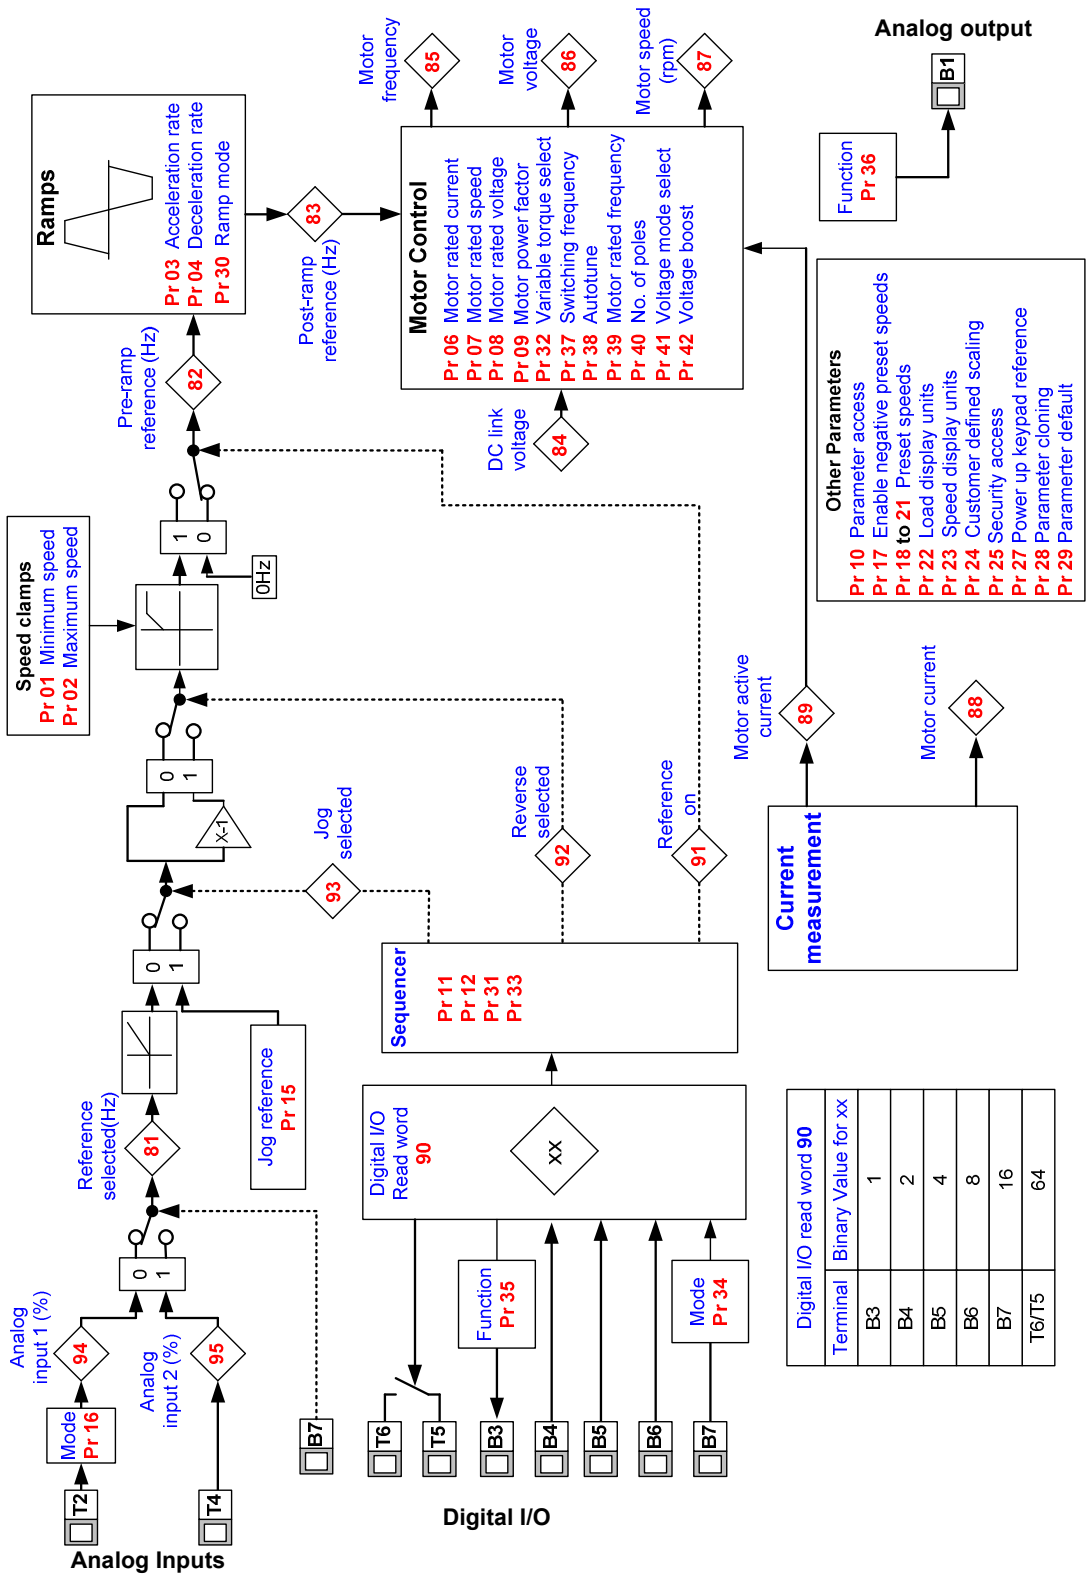 Analog Inputs
T2
Mode
Pr 16
Analog
input 1 (%)
94
T4
Analog
input 2 (%)
95
0
1
B7
Reference
selected(Hz)
81
Jog reference
Pr 15
0
1
Jog
selected
93
X-1
0
1
Speed clamps
Pr 01 Minimum speed
Pr 02 Maximum speed
0Hz
1
0
Pre-ramp
reference (Hz)
82
Ramps
Pr 03 Acceleration rate
Pr 04 Deceleration rate
Pr 30 Ramp mode
Post-ramp
reference (Hz)
83
Digital I/O
T6
T5
B3
B4
B5
B6
B7
Function
Pr 35
Mode
Pr 34
Digital I/O
Read word
90
XX
Sequencer
Pr 11
Pr 12
Pr 31
Pr 33
Reverse
selected
92
Reference
on
91
DC link
voltage
84
Motor Control
Pr 06 Motor rated current
Pr 07 Motor rated speed
Pr 08 Motor rated voltage
Pr 09 Motor power factor
Pr 32 Variable torque select
Pr 37 Switching frequency
Pr 38 Autotune
Pr 39 Motor rated frequency
Pr 40 No. of poles
Pr 41 Voltage mode select
Pr 42 Voltage boost
Motor
frequency
85
Motor
voltage
86
Motor speed
(rpm)
87
Digital I/O read word 90
Terminal Binary Value for xx
B3 1
B4 2
B5 4
B6 8
B7 16
T6/T5 64
Current
measurement
Motor active
current
89
Motor current
88
Other Parameters
Pr 10 Parameter access
Pr 17 Enable negative preset speeds
Pr 18 to 21 Preset speeds
Pr 22 Load display units
Pr 23 Speed display units
Pr 24 Customer defined scaling
Pr 25 Security access
Pr 27 Power up keypad reference
Pr 28 Parameter cloning
Pr 29 Paramerter default
Function
Pr 36
Analog output
B1